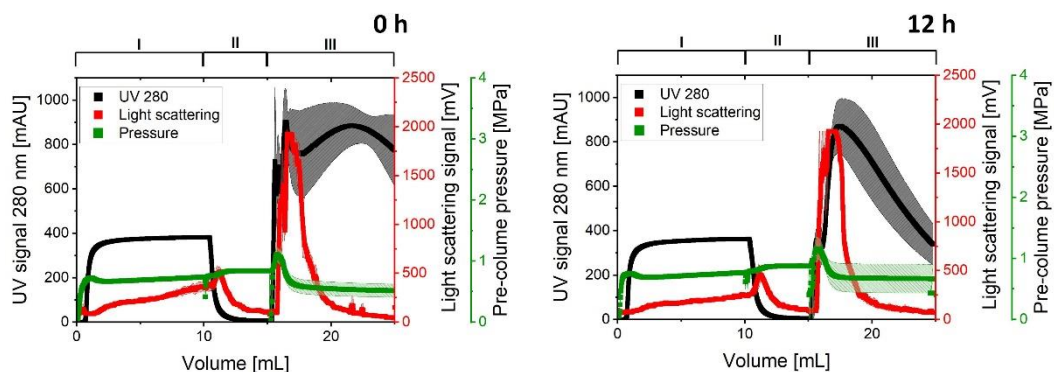 0 h
I II III
UV 280
Light scattering
Pressure
UV signal 280 nm [mAU]
0
200
400
600
800
1000
0 10 20
Volume [mL]
Light scattering signal [mV]
0
500
1000
1500
2000
2500
Pre-column pressure [MPa]
0
1
2
3
4
12 h
I II III
UV 280
Light scattering
Pressure
UV signal 280 nm [mAU]
0
200
400
600
800
1000
0 10 20
Volume [mL]
Light scattering signal [mV]
0
500
1000
1500
2000
2500
Pre-colume pressure [MPa]
0
1
2
3
4